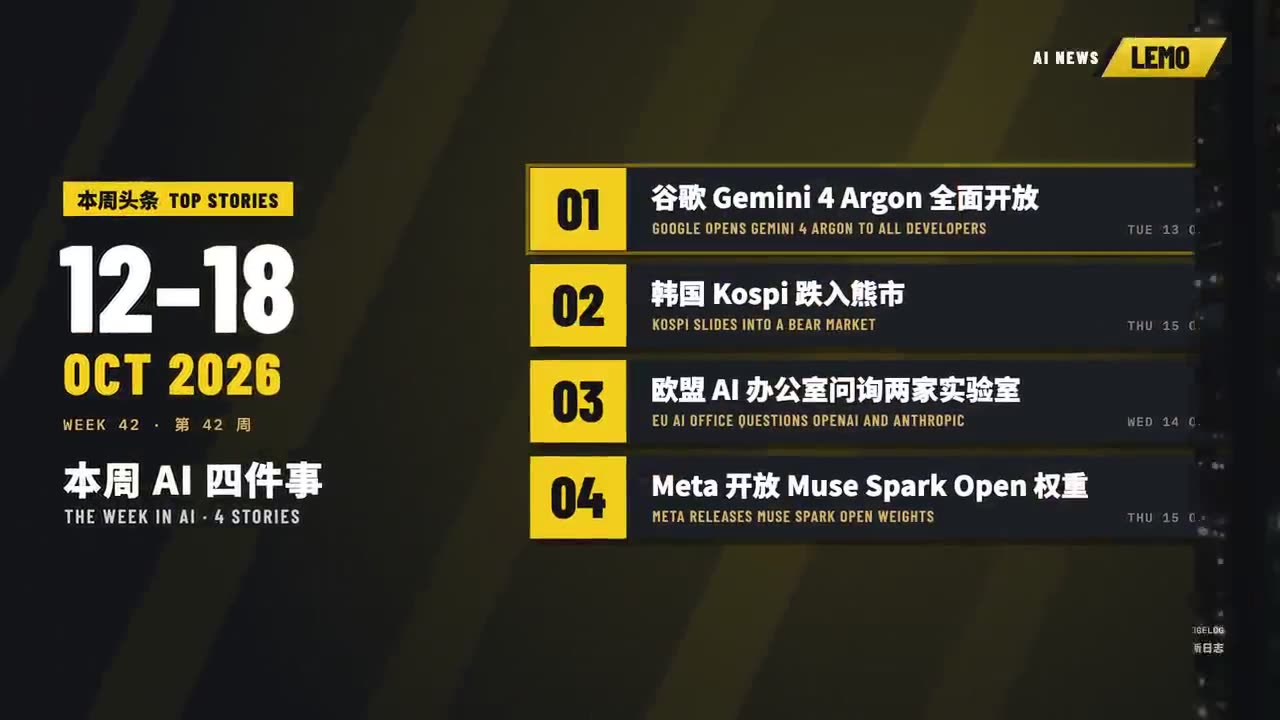 AI NEWS LEMO
本周头条 TOP STORIES
12–18
OCT 2026
WEEK 42 · 第 42 周
本周 AI 四件事
THE WEEK IN AI · 4 STORIES
01
谷歌 Gemini 4 Argon 全面开放
GOOGLE OPENS GEMINI 4 ARGON TO ALL DEVELOPERS
TUE 13
02
韩国 Kospi 跌入熊市
KOSPI SLIDES INTO A BEAR MARKET
THU 15
03
欧盟 AI 办公室问询两家实验室
EU AI OFFICE QUESTIONS OPENAI AND ANTHROPIC
WED 14
04
Meta 开放 Muse Spark Open 权重
META RELEASES MUSE SPARK OPEN WEIGHTS
THU 15
日志